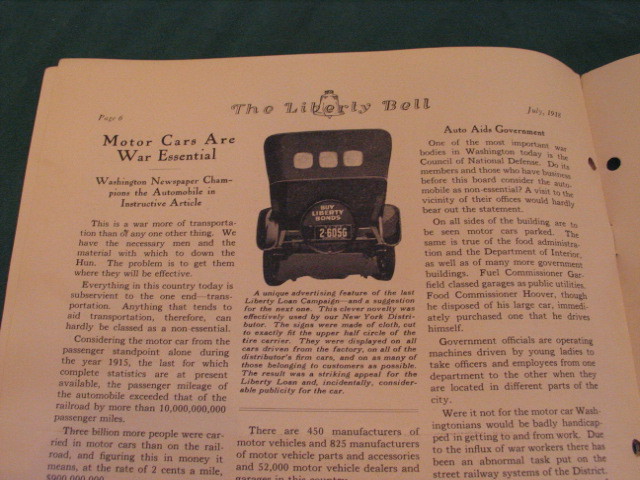 Page 6
The Liberty Bell
July, 1918
Motor Cars Are
War Essential
Washington Newspaper Cham-
pions the Automobile in
Instructive Article
This is a war more of transporta-
tion than of any one other thing. We
have the necessary men and the
material with which to down the
Hun. The problem is to get them
where they will be effective.
Everything in this country today is
subservient to the one end—trans-
portation. Anything that tends to
aid transportation, therefore, can
hardly be classed as a non-essential.
Considering the motor car from the
passenger standpoint alone during
the year 1915, the last for which
complete statistics are at present
available, the passenger mileage of
the automobile exceeded that of the
railroad by more than 10,000,000,000
passenger miles.
Three billion more people were car-
ried in motor cars than on the rail-
road, and figuring this in money it
means, at the rate of 2 cents a mile,
$900,000,000
BUY
LIBERTY
BONDS
2-6056
A unique advertising feature of the last
Liberty Loan Campaign—and a suggestion
for the next one. This clever novelty was
effectively used by our New York Distri-
butor. The signs were made of cloth, cut
to exactly fit the upper half circle of the
tire carrier. They were displayed on all
cars driven from the factory, on all of the
distributor's firm cars, and on as many of
those belonging to customers as possible.
The result was a striking appeal for the
Liberty Loan and, incidentally, consider-
able publicity for the car.
There are 450 manufacturers of
motor vehicles and 825 manufacturers
of motor vehicle parts and accessories
and 52,000 motor vehicle dealers and
garages in this country.
Auto Aids Government
One of the most important war
bodies in Washington today is the
Council of National Defense. Do its
members and those who have business
before this board consider the auto-
mobile as non-essential? A visit to the
vicinity of their offices would hardly
bear out the statement.
On all sides of the building are to
be seen motor cars parked. The
same is true of the food administra-
tion and the Department of Interior,
as well as of many more government
buildings. Fuel Commissioner Gar-
field classed garages as public utilities.
Food Commissioner Hoover, though
he disposed of his large car, immedi-
ately purchased one that he drives
himself.
Government officials are operating
machines driven by young ladies to
take officers and employees from one
department to the other when they
are located in different parts of the
city.
Were it not for the motor car Wash-
ingtonians would be badly handicap-
ped in getting to and from work. Due
to the influx of war workers there has
been an abnormal task put on the
street railway systems of the District.